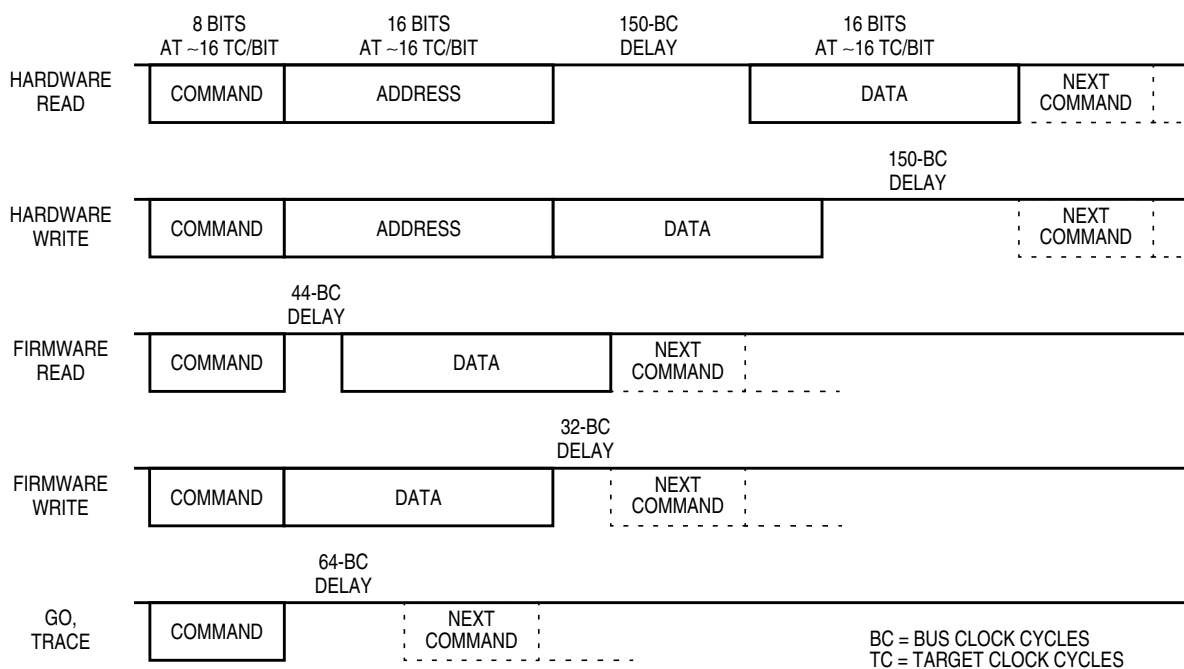 8 BITS
AT ~16 TC/BIT
16 BITS
AT ~16 TC/BIT
150-BC
DELAY
16 BITS
AT ~16 TC/BIT
HARDWARE
READ
COMMAND
ADDRESS
DATA
NEXT
COMMAND
150-BC
DELAY
HARDWARE
WRITE
COMMAND
ADDRESS
DATA
NEXT
COMMAND
44-BC
DELAY
FIRMWARE
READ
COMMAND
DATA
NEXT
COMMAND
32-BC
DELAY
FIRMWARE
WRITE
COMMAND
DATA
NEXT
COMMAND
64-BC
DELAY
GO,
TRACE
COMMAND
NEXT
COMMAND
BC = BUS CLOCK CYCLES
TC = TARGET CLOCK CYCLES